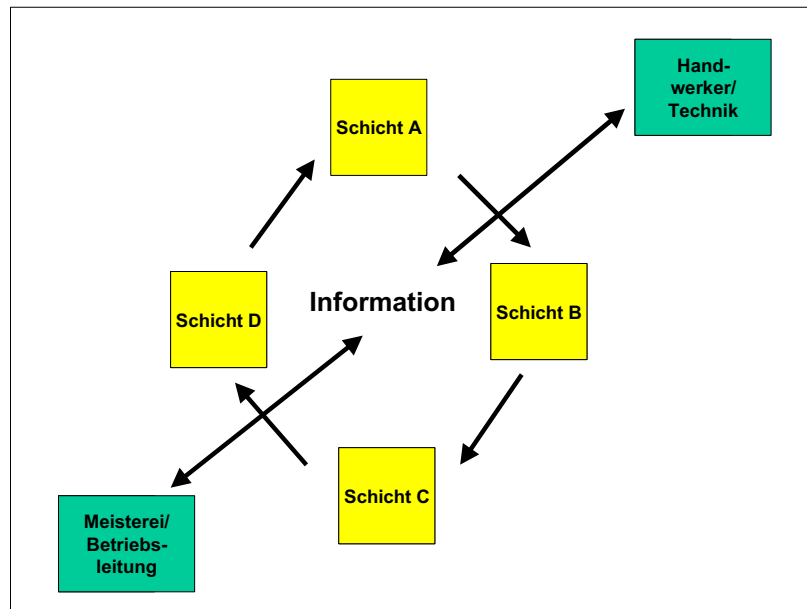 Hand-
werker/
Technik
Schicht A
Information
Schicht B
Schicht D
Schicht C
Meisterei/
Betriebs-
leitung